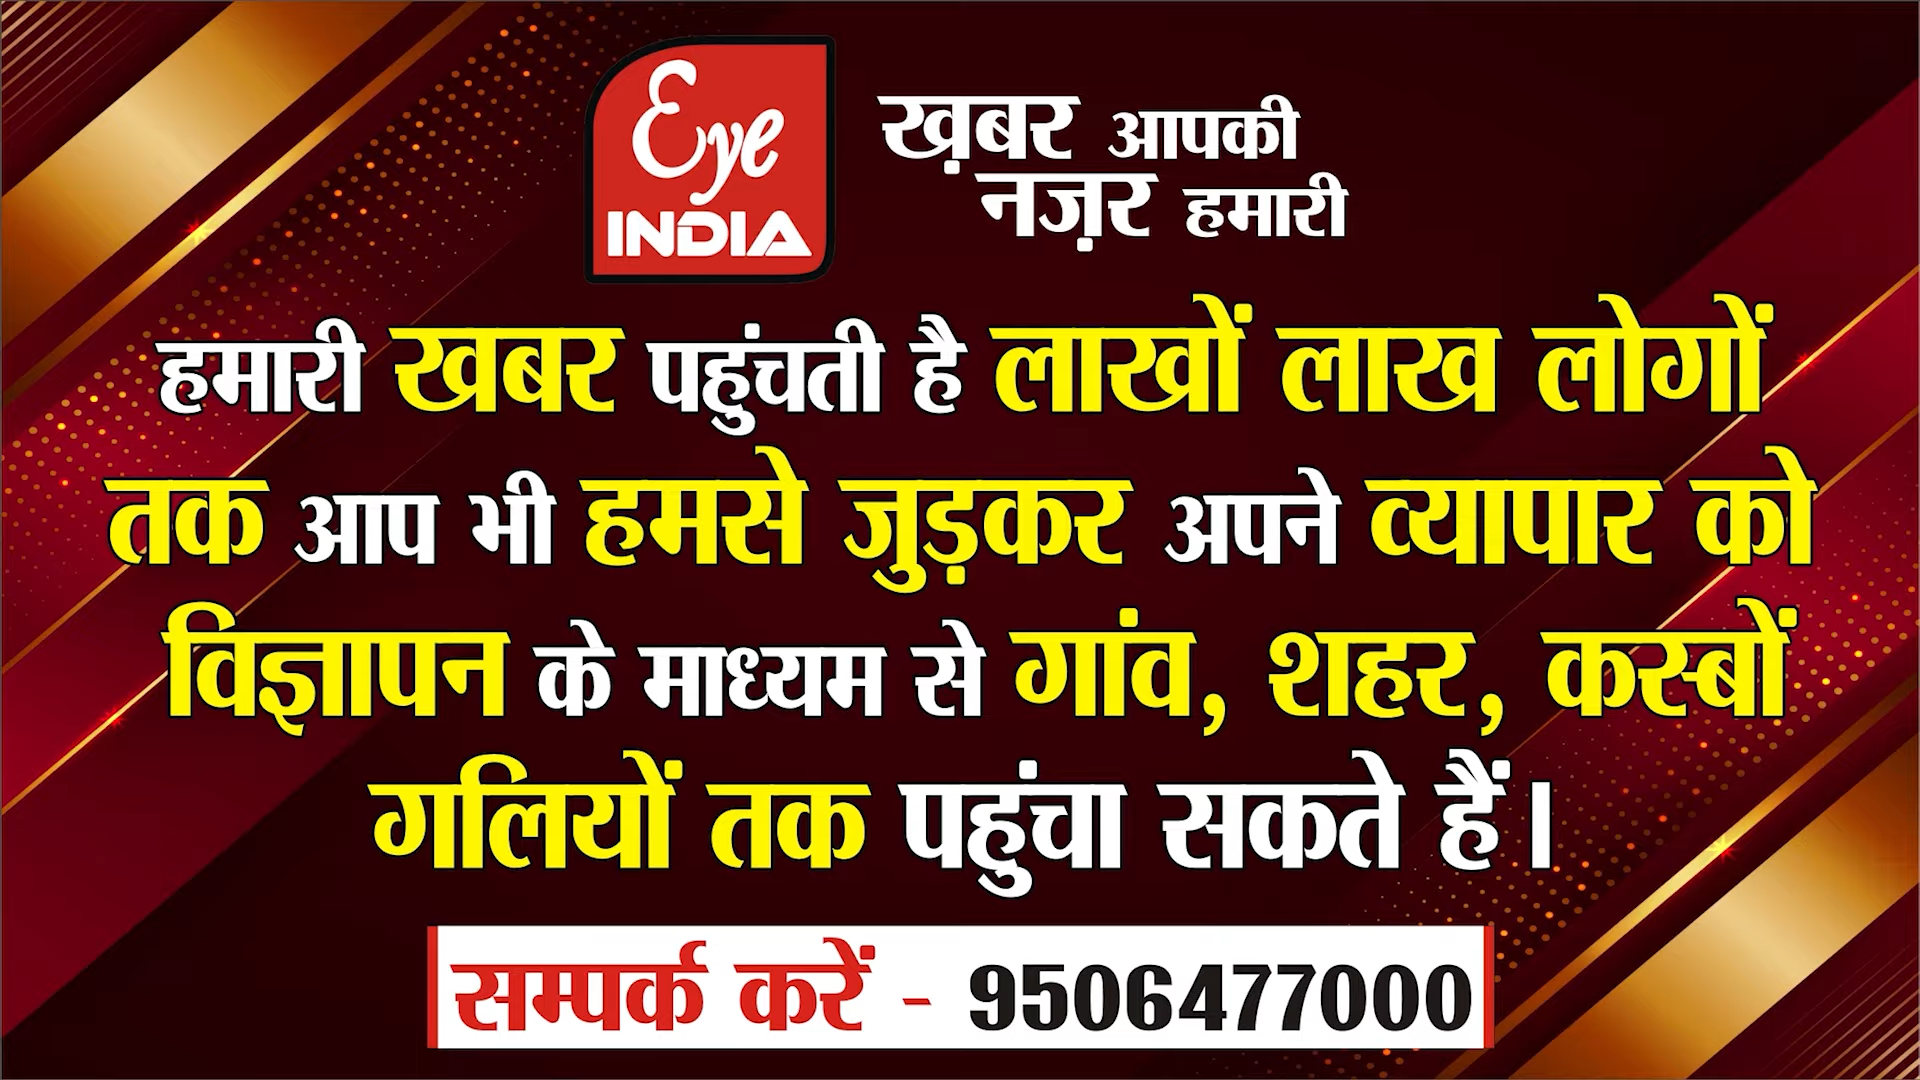 Eye
INDIA
ख़बर आपकी
नज़र हमारी
हमारी खबर पहुंचती है लाखों लाख लोगों
तक आप भी हमसे जुड़कर अपने व्यापार को
विज्ञापन के माध्यम से गांव, शहर, कस्बों
गलियों तक पहुंचा सकते हैं।
सम्पर्क करें - 9506477000